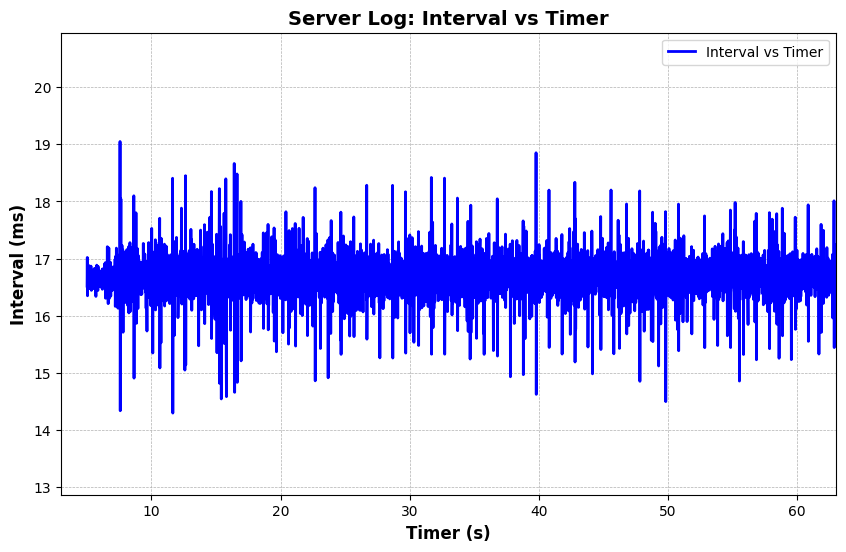 Server Log: Interval vs Timer
Interval vs Timer
20
19
18
17
16
15
14
13
Interval (ms)
10 20 30 40 50 60
Timer (s)